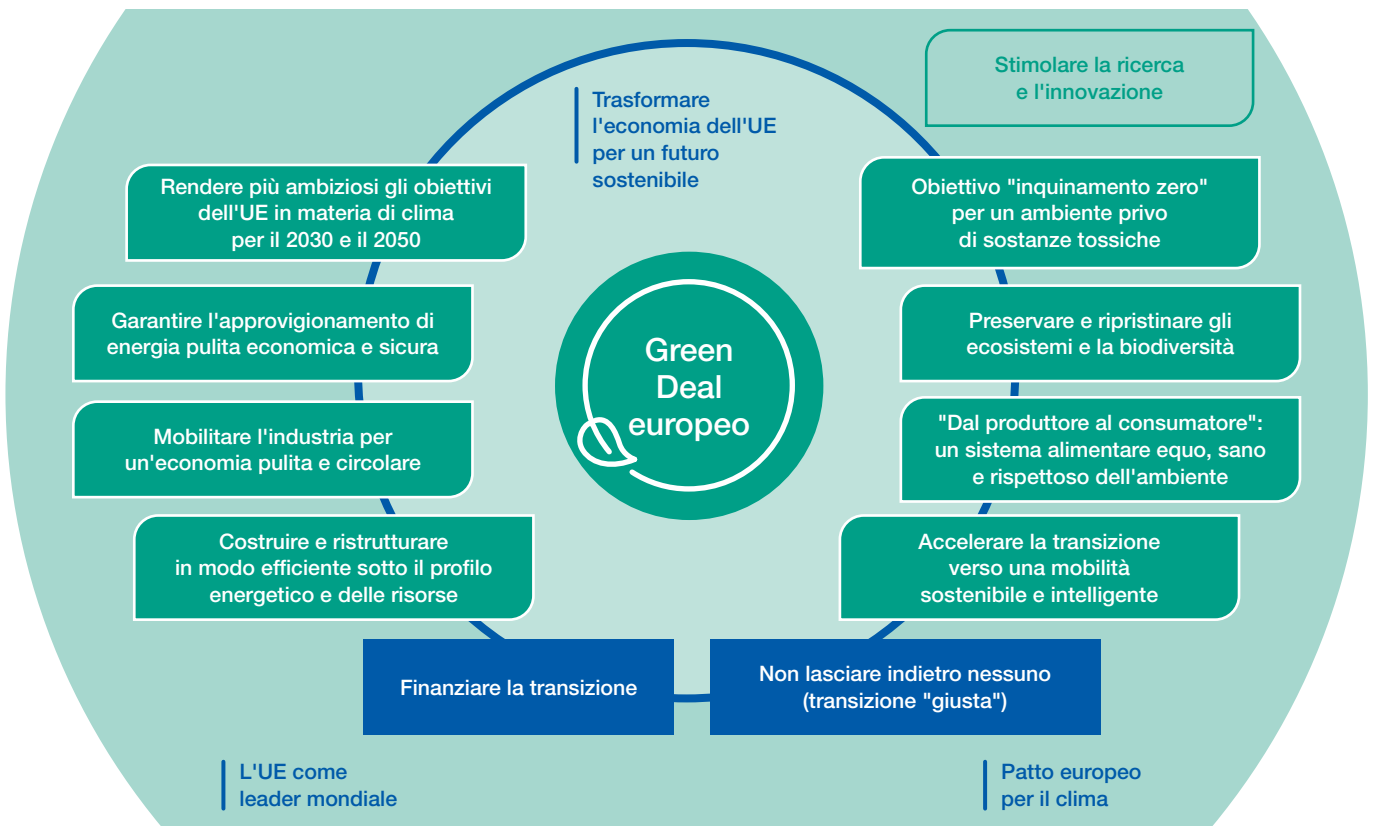 Stimolare la ricerca
e l'innovazione
Trasformare
l'economia dell'UE
per un futuro
sostenibile
Rendere più ambiziosi gli obiettivi
dell'UE in materia di clima
per il 2030 e il 2050
Obiettivo "inquinamento zero"
per un ambiente privo
di sostanze tossiche
Garantire l'approvigionamento di
energia pulita economica e sicura
Preservare e ripristinare gli
ecosistemi e la biodiversità
Green
Deal
europeo
Mobilitare l'industria per
un'economia pulita e circolare
"Dal produttore al consumatore":
un sistema alimentare equo, sano
e rispettoso dell'ambiente
Costruire e ristrutturare
in modo efficiente sotto il profilo
energetico e delle risorse
Accelerare la transizione
verso una mobilità
sostenibile e intelligente
Finanziare la transizione
Non lasciare indietro nessuno
(transizione "giusta")
L'UE come
leader mondiale
Patto europeo
per il clima